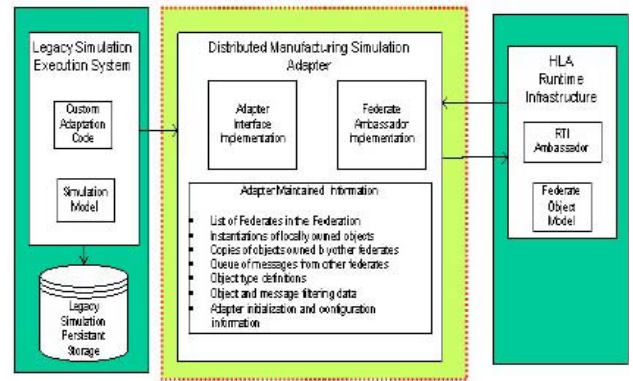 Legacy Simulation
Execution System
Custom
Adaptation
Code
Simulation
Model
Legacy
Simulation
Persistant
Storage
Distributed Manufacturing Simulation
Adapter
Adapter
Interface
Implementation
Federate
Ambassador
Implementation
Adapter Maintained Information
▪ List of Federates in the Federation
▪ Instantiations of locally owned objects
▪ Copies of objects owned by other federates
▪ Queue of messages from other federates
▪ Object type definitions
▪ Object and message filtering data
▪ Adapter initialization and configuration
information
HLA
Runtime
Infrastructure
RTI
Ambassador
Federate
Object
Model